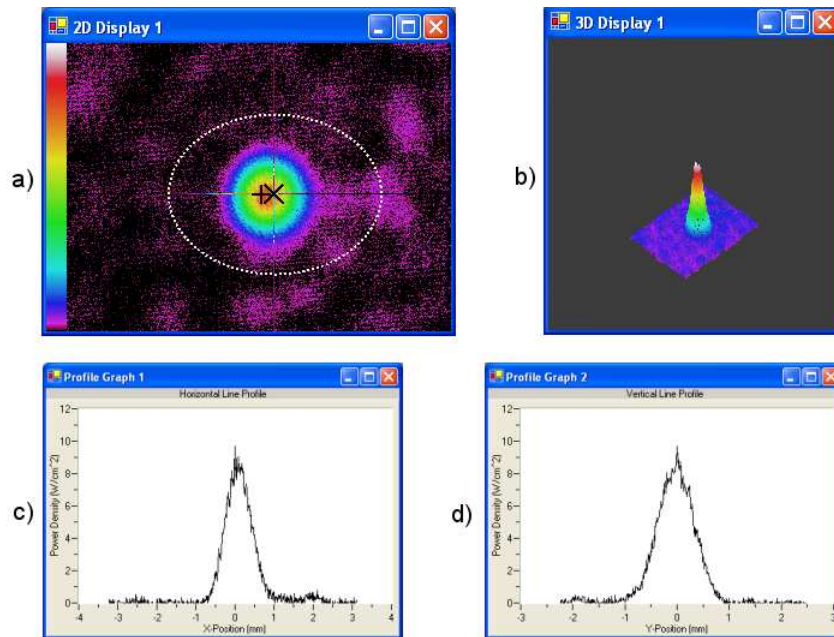 2D Display 1
3D Display 1
a)
b)
Profile Graph 1
Horizontal Line Profile
12
10
8
6
4
2
0
Power Density (W/cm^2)
-4
-3
-2
-1
0
1
2
3
4
X-Position (mm)
c)
Profile Graph 2
Vertical Line Profile
12
10
8
6
4
2
0
Power Density (W/cm^2)
-3
-2
-1
0
1
2
3
Y-Position (mm)
d)